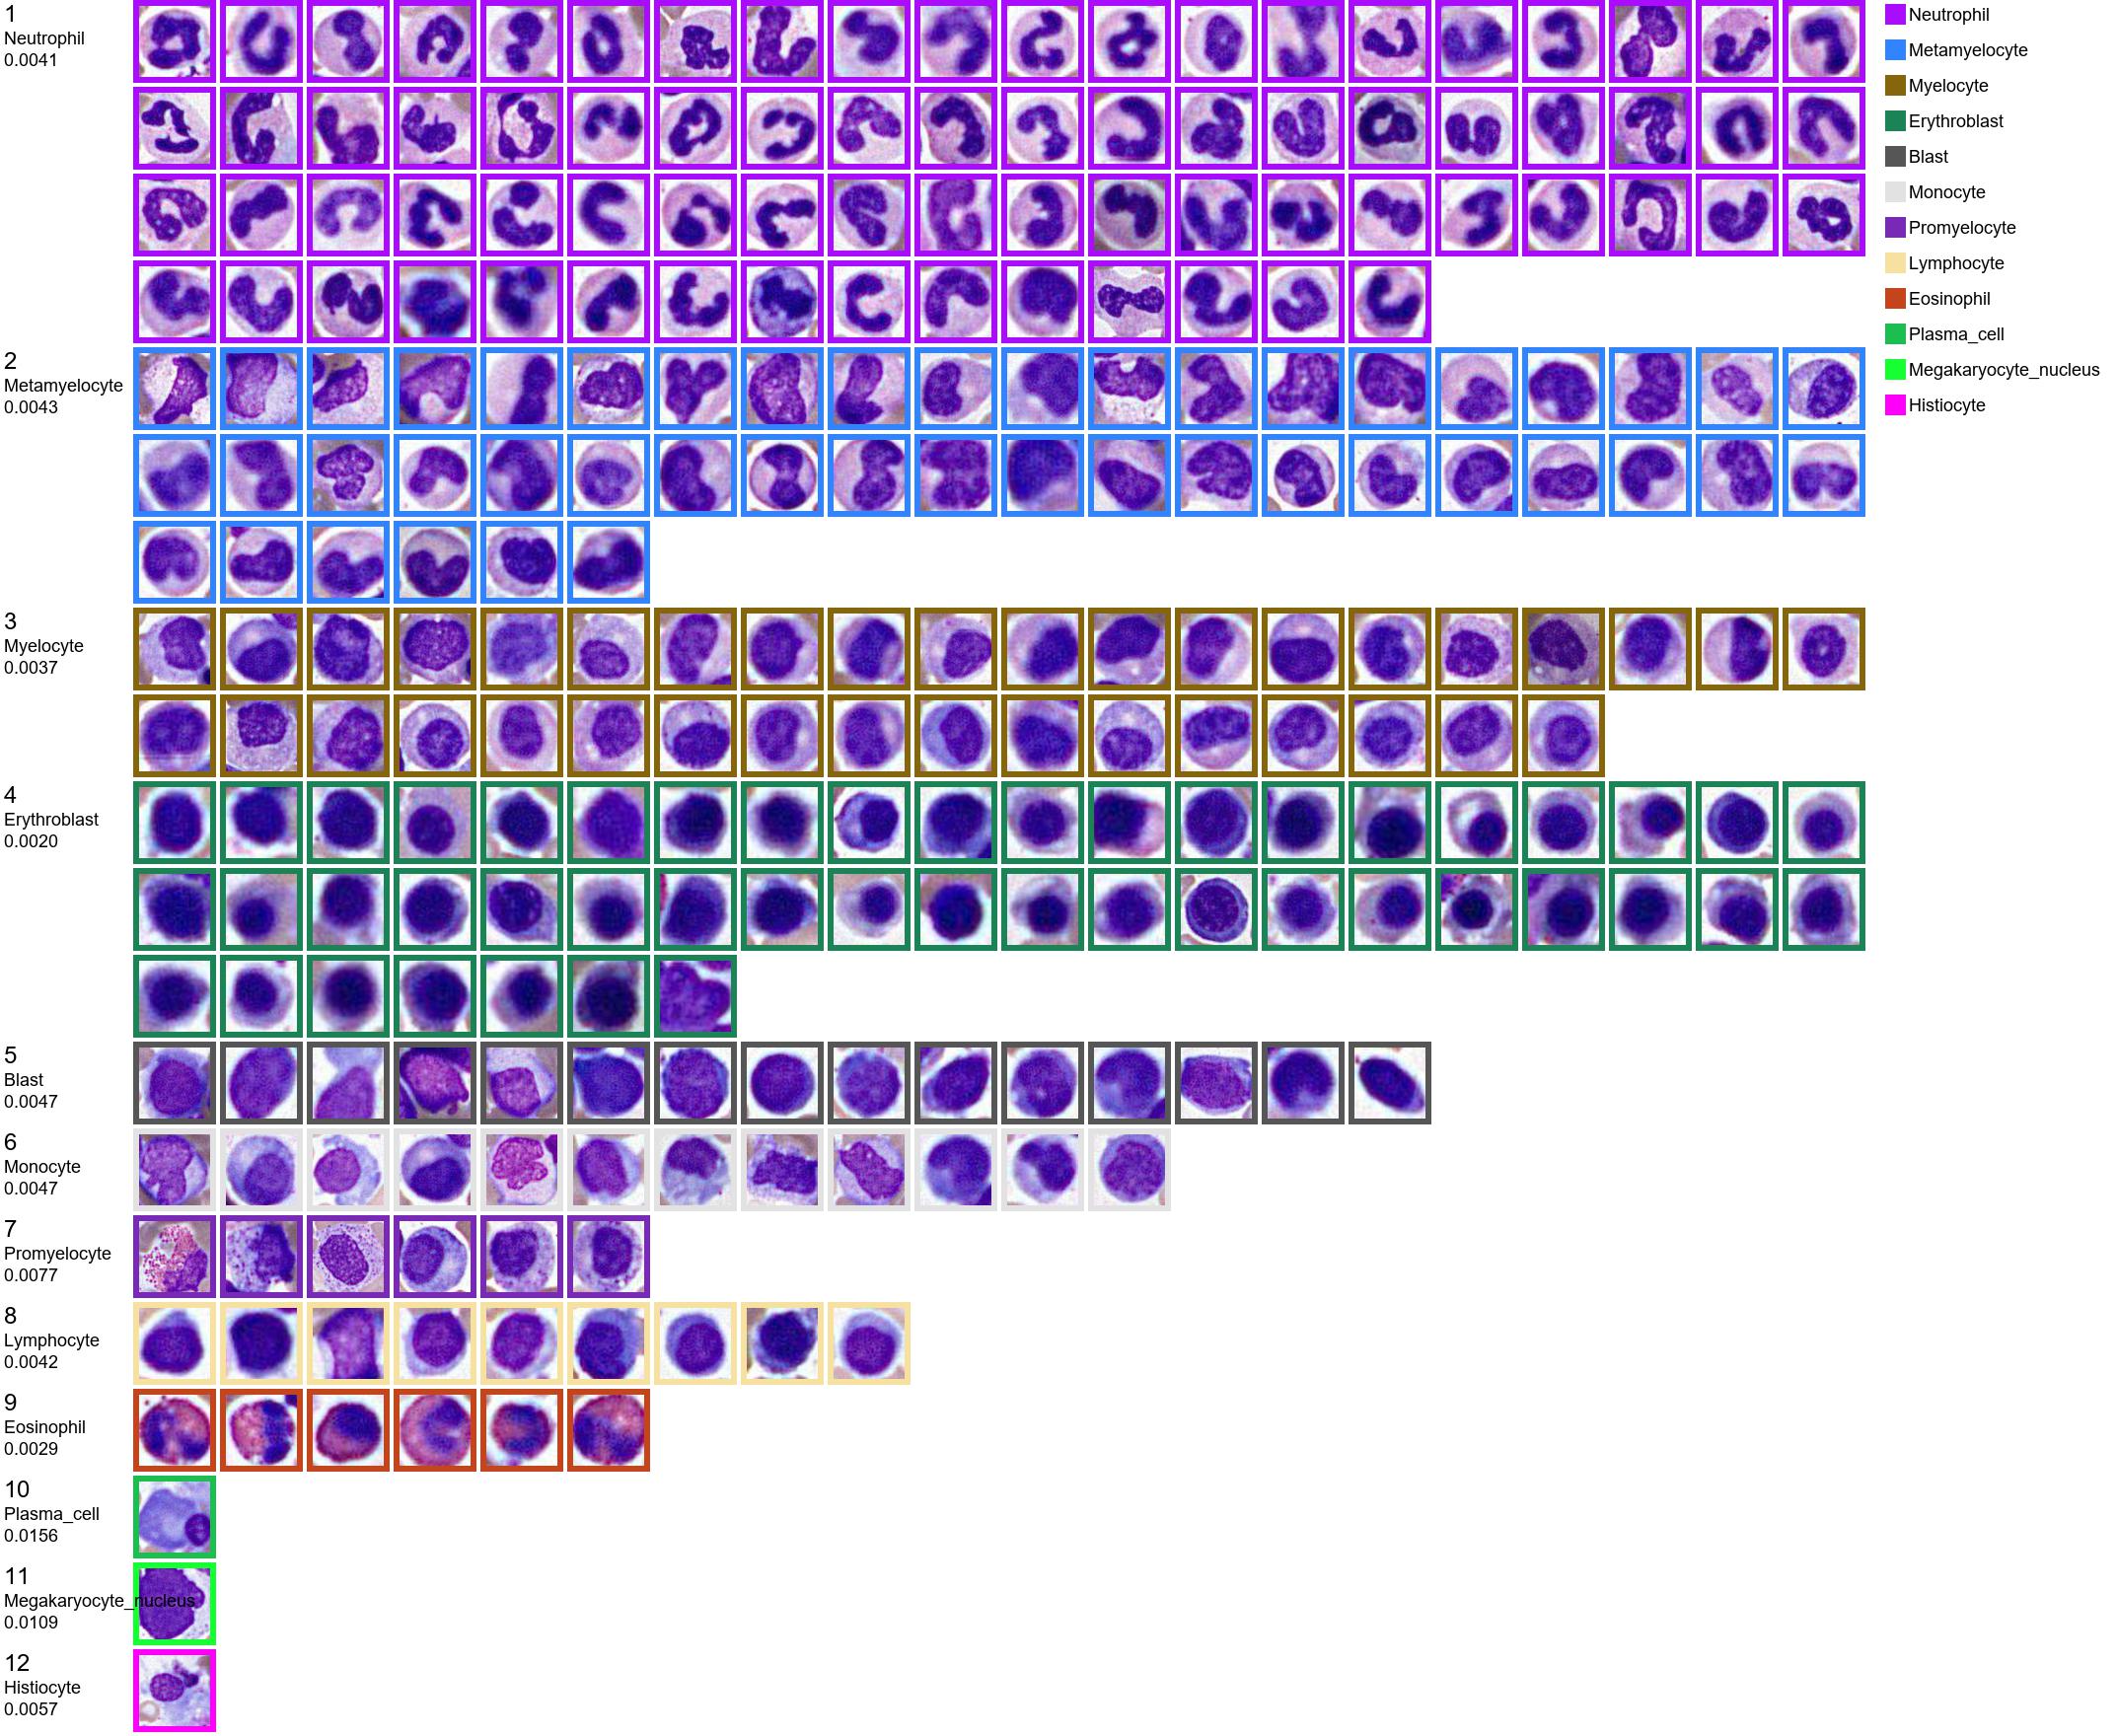 1
Neutrophil
0.0041
2
Metamyelocyte
0.0043
3
Myelocyte
0.0037
4
Erythroblast
0.0020
5
Blast
0.0047
6
Monocyte
0.0047
7
Promyelocyte
0.0077
8
Lymphocyte
0.0042
9
Eosinophil
0.0029
10
Plasma_cell
0.0156
11
Megakaryocyte_nucleus
0.0109
12
Histiocyte
0.0057
Neutrophil
Metamyelocyte
Myelocyte
Erythroblast
Blast
Monocyte
Promyelocyte
Lymphocyte
Eosinophil
Plasma_cell
Megakaryocyte_nucleus
Histiocyte